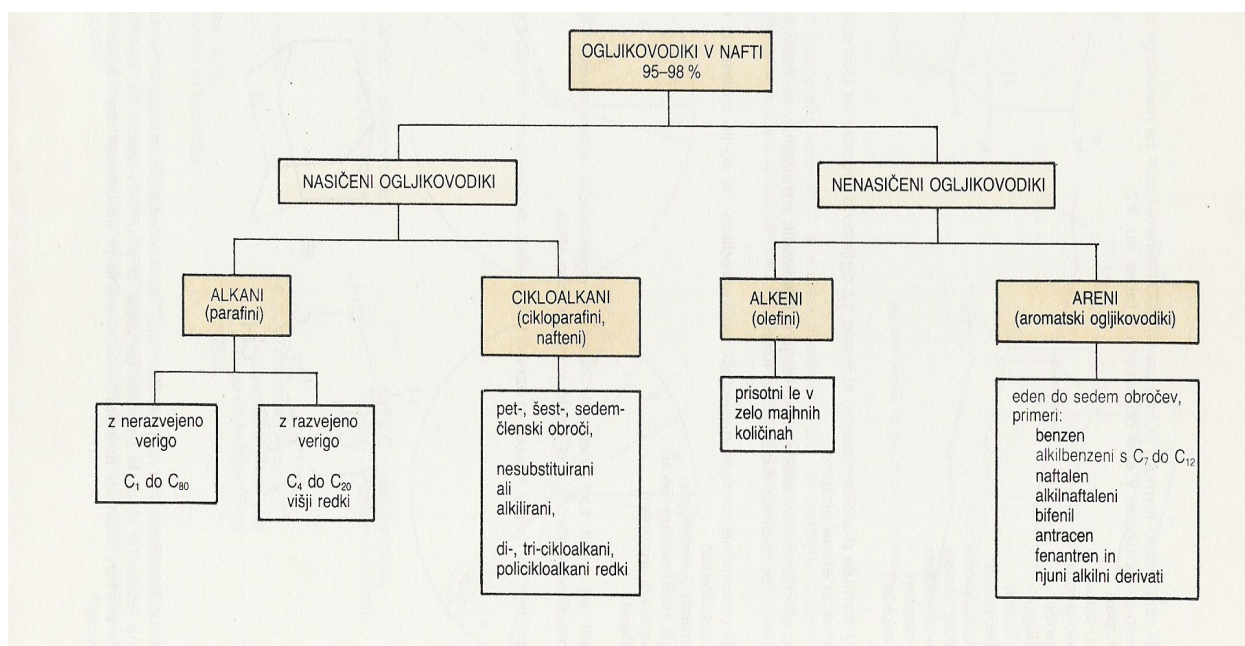 OGLJIKOVODIKI V NAFTI
95–98 %
NASIČENI OGLJIKOVODIKI
NENASIČENI OGLJIKOVODIKI
ALKANI
(parafini)
CIKLOALKANI
(cikloparafini,
nafteni)
ALKENI
(olefini)
ARENI
(aromatski ogljikovodiki)
z nerazvejeno
verigo
C₁ do C₈₀
z razvejeno
verigo
C₄ do C₂₀
višji redki
pet-, šest-, sedem-
členski obroči,
nesubstituirani
ali
alkilirani,
di-, tri-cikloalkani,
policikloalkani redki
prisotni le v
zelo majhnih
količinah
eden do sedem obročev,
primeri:
benzen
alkilbenzeni s C₇ do C₁₂
naftalen
alkilnaftaleni
bifenil
antracen
fenantren in
njuni alkilni derivati